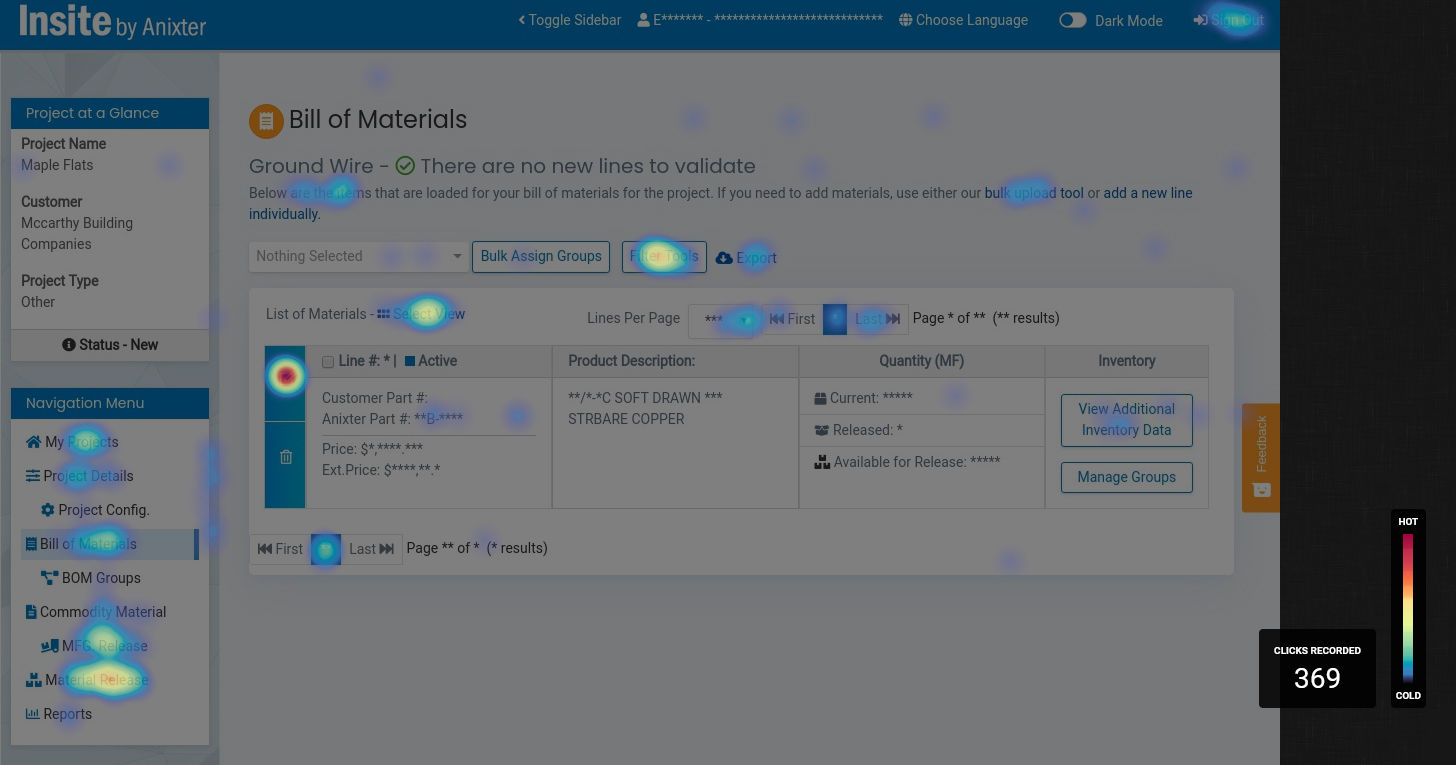 Insite by Anixter
Toggle Sidebar
E******* - ****************************
Choose Language
Dark Mode
Sign Out
Project at a Glance
Project Name
Maple Flats
Customer
Mccarthy Building
Companies
Project Type
Other
Status - New
Navigation Menu
My Projects
Project Details
Project Config.
Bill of Materials
BOM Groups
Commodity Material
MFG. Release
Material Release
Reports
Bill of Materials
Ground Wire - There are no new lines to validate
Below are the items that are loaded for your bill of materials for the project. If you need to add materials, use either our bulk upload tool or add a new line
individually.
Nothing Selected
Bulk Assign Groups
Filter Tools
Export
List of Materials - Select View
Lines Per Page
***
First
*
Last
Page * of ** (** results)
Line #: * | Active
Product Description:
Quantity (MF)
Inventory
Customer Part #:
Anixter Part #: **B-****
Price: $*,****.***
Ext.Price: $****,**.*
**/*-*C SOFT DRAWN ***
STRBARE COPPER
Current: *****
Released: *
Available for Release: *****
View Additional
Inventory Data
Manage Groups
First
Last
Page ** of * (* results)
Feedback
HOT
COLD
CLICKS RECORDED
369